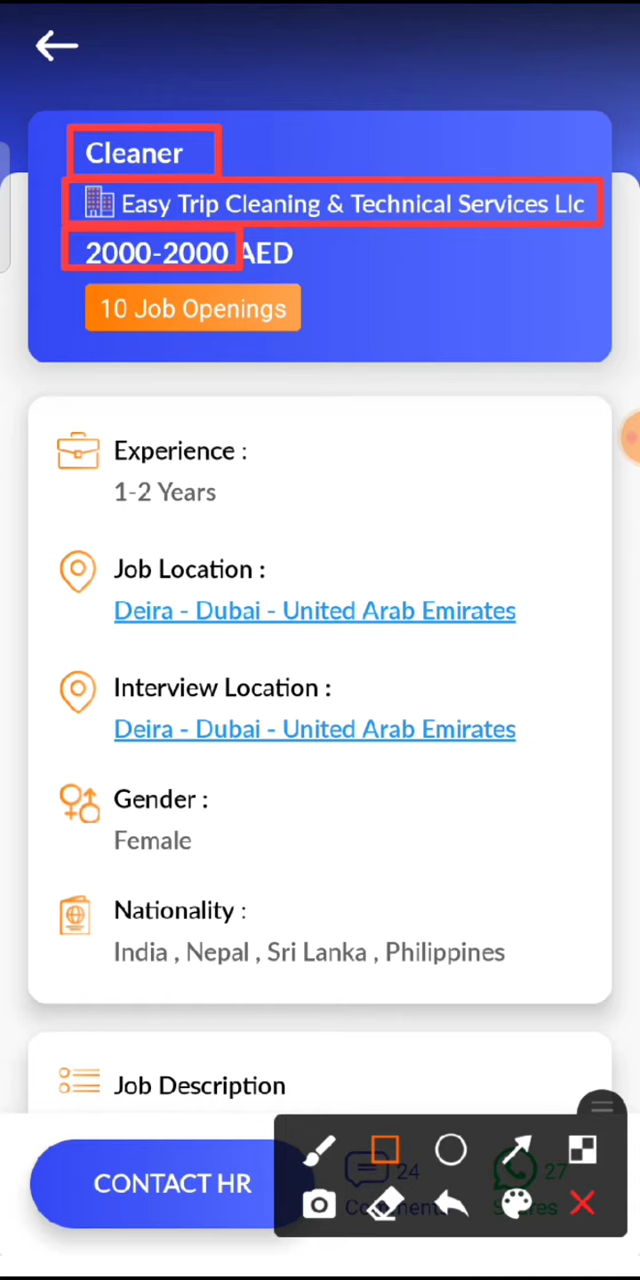 Cleaner
Easy Trip Cleaning & Technical Services Llc
2000-2000 AED
10 Job Openings
Experience :
1-2 Years
Job Location :
Deira - Dubai - United Arab Emirates
Interview Location :
Deira - Dubai - United Arab Emirates
Gender :
Female
Nationality :
India , Nepal , Sri Lanka , Philippines
Job Description
CONTACT HR
24
27